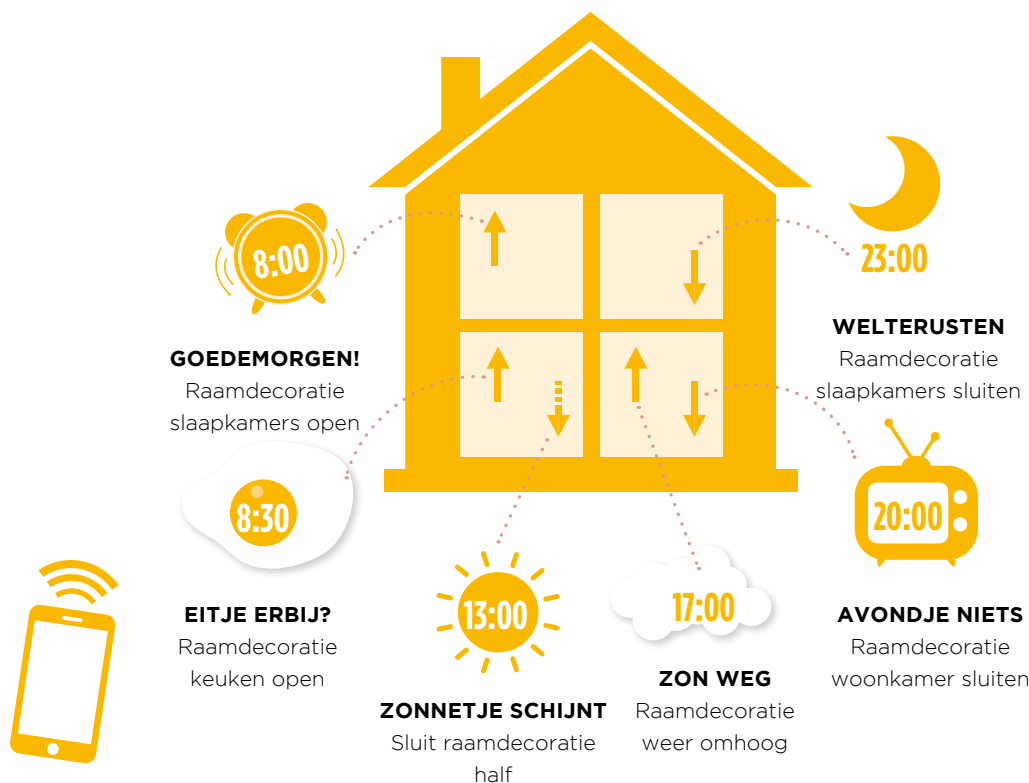 8:00
GOEDEMORGEN!
Raamdecoratie
slaapkamers open
8:30
EITJE ERBIJ?
Raamdecoratie
keuken open
13:00
ZONNETJE SCHIJNT
Sluit raamdecoratie
half
17:00
ZON WEG
Raamdecoratie
weer omhoog
20:00
AVONDJE NIETS
Raamdecoratie
woonkamer sluiten
23:00
WELTERUSTEN
Raamdecoratie
slaapkamers sluiten